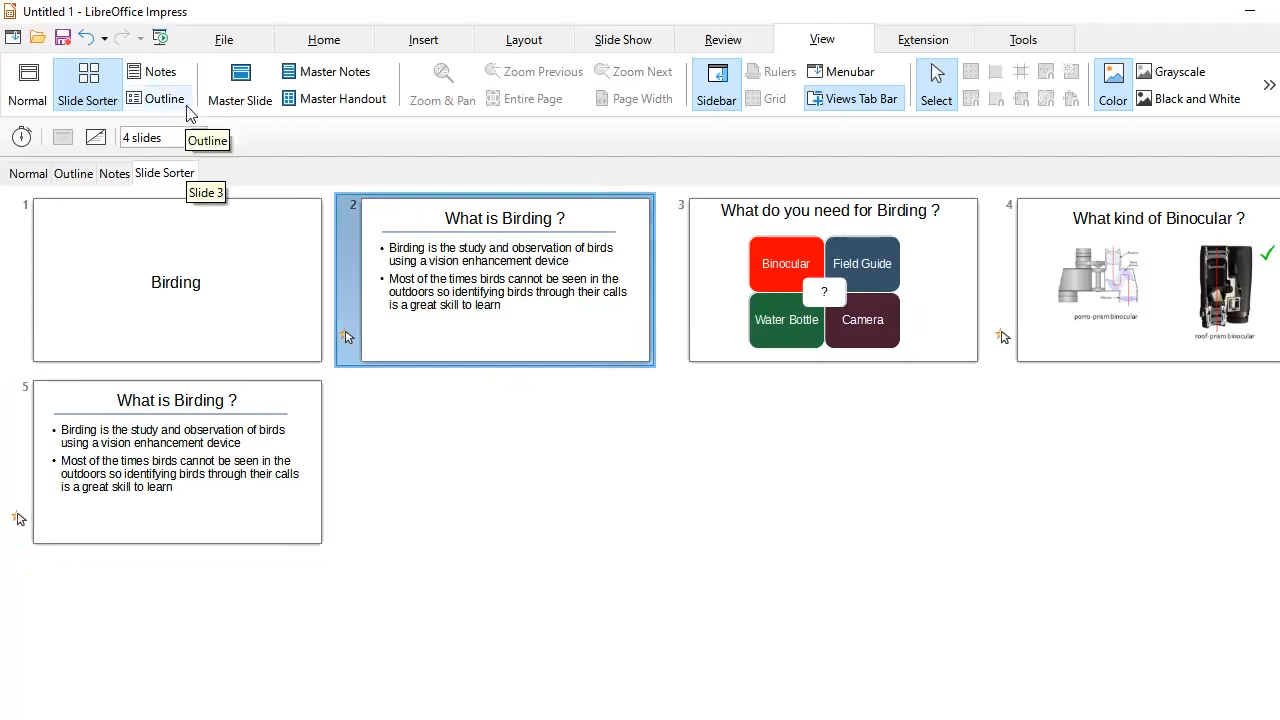 Untitled 1 - LibreOffice Impress
File Home Insert Layout Slide Show Review View Extension Tools
Normal Slide Sorter Notes Outline Master Slide Master Notes Master Handout Zoom & Pan Zoom Previous Zoom Next Entire Page Page Width Sidebar Rulers Grid Menubar Views Tab Bar Select Color Grayscale Black and White
4 slides
Outline
Normal Outline Notes Slide Sorter
Slide 3
1
Birding
2
What is Birding ?
• Birding is the study and observation of birds
using a vision enhancement device
• Most of the times birds cannot be seen in the
outdoors so identifying birds through their calls
is a great skill to learn
3
What do you need for Birding ?
Binocular Field Guide
?
Water Bottle Camera
4
What kind of Binocular ?
porro-prism binocular
roof-prism binocular
5
What is Birding ?
• Birding is the study and observation of birds
using a vision enhancement device
• Most of the times birds cannot be seen in the
outdoors so identifying birds through their calls
is a great skill to learn